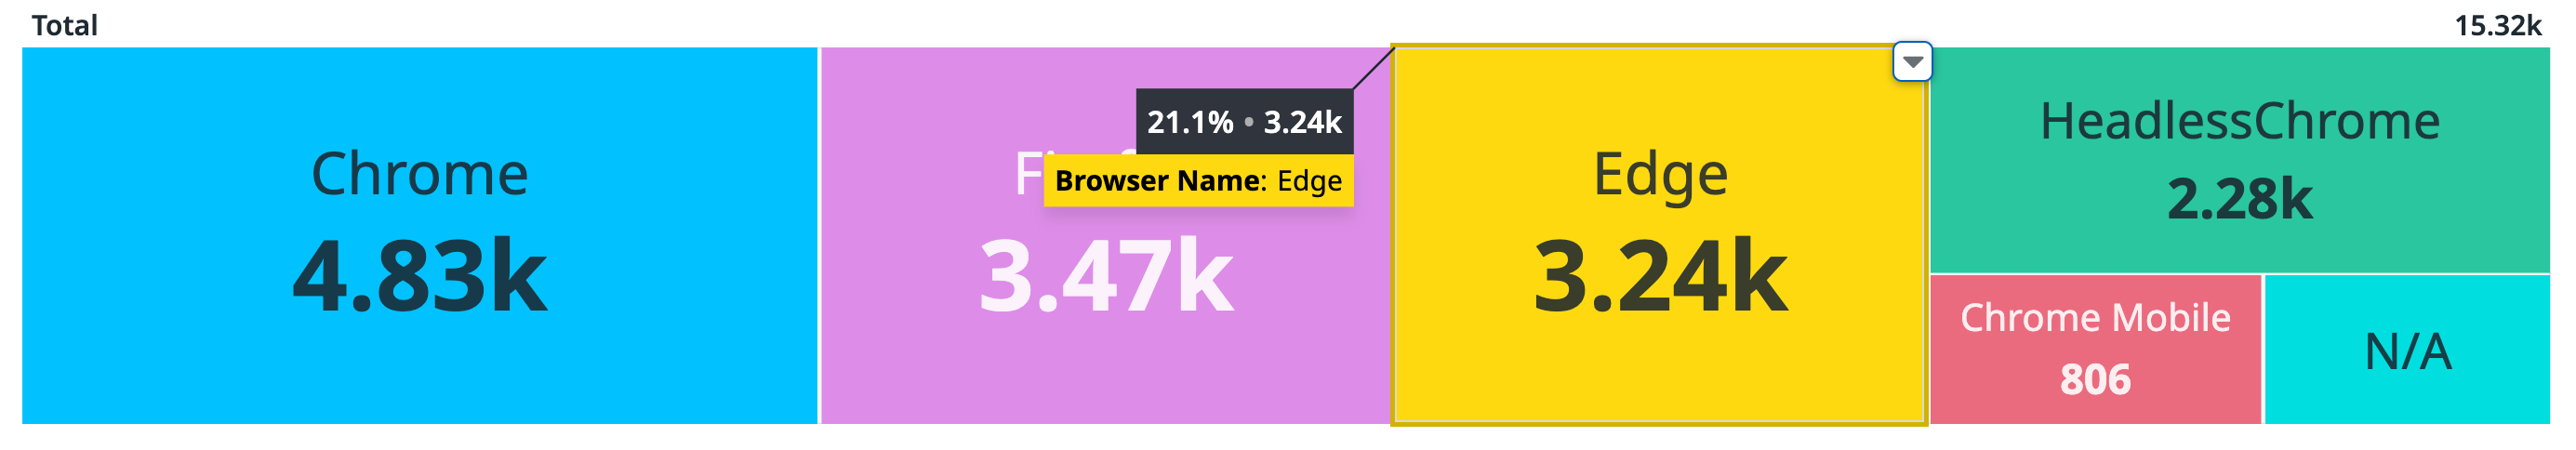 Total
15.32k
Chrome
4.83k
3.47k
21.1% • 3.24k
Browser Name: Edge
Edge
3.24k
HeadlessChrome
2.28k
Chrome Mobile
806
N/A